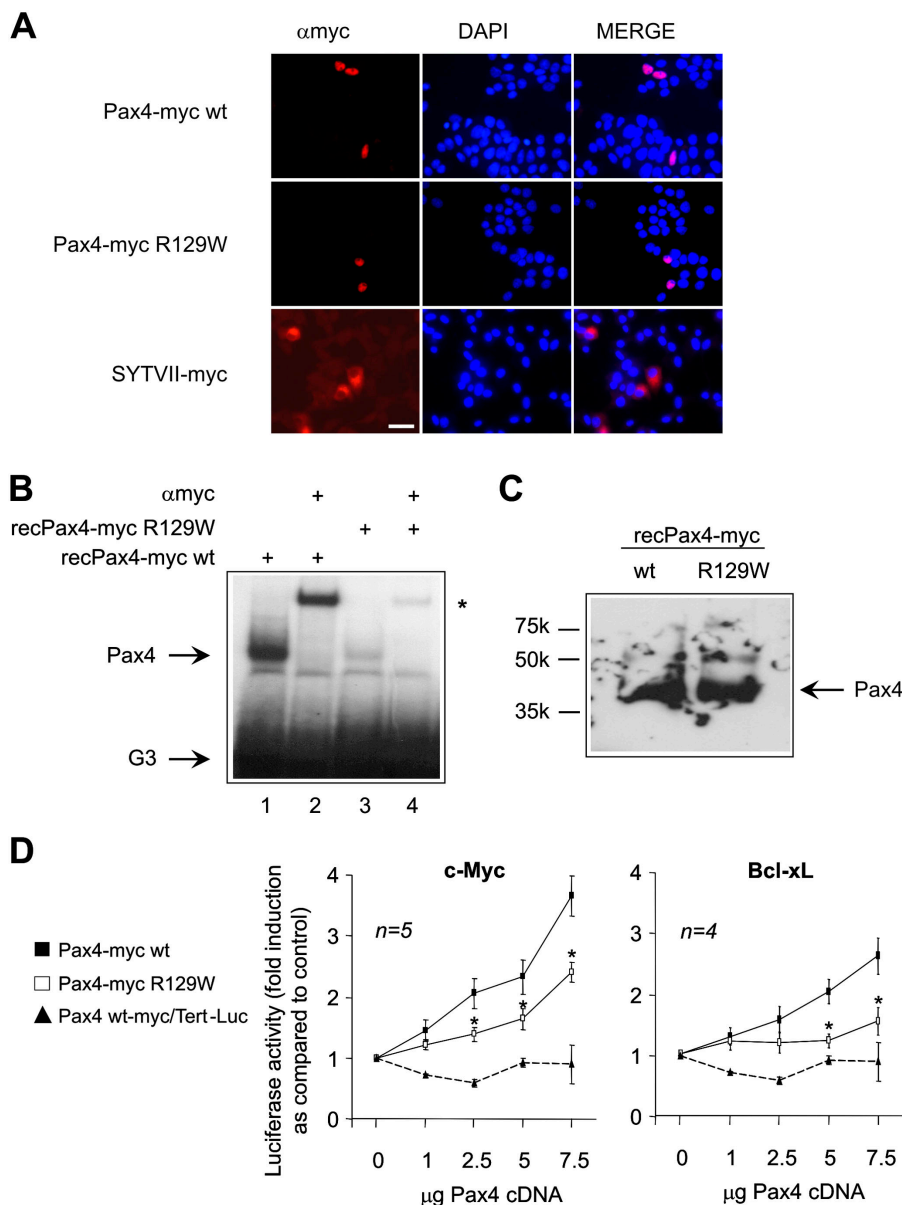 A
αmyc DAPI MERGE
Pax4-myc wt
Pax4-myc R129W
SYTVII-myc
B
αmyc + +
recPax4-myc R129W + +
recPax4-myc wt + +
*
Pax4
G3
1 2 3 4
C
recPax4-myc
wt R129W
75k
50k
35k
Pax4
D
Pax4-myc wt
Pax4-myc R129W
Pax4 wt-myc/Tert-Luc
Luciferase activity (fold induction
as compared to control)
c-Myc
n=5
4
3
2
1
0
* * * *
0 1 2.5 5 7.5
μg Pax4 cDNA
Bcl-xL
n=4
4
3
2
1
0
* *
0 1 2.5 5 7.5
μg Pax4 cDNA